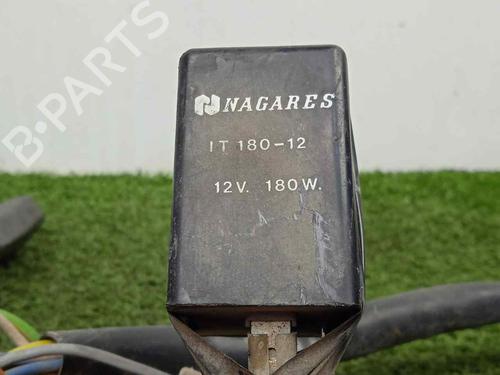 B-PARTS
NAGARES
IT 180-12
12V. 180W.